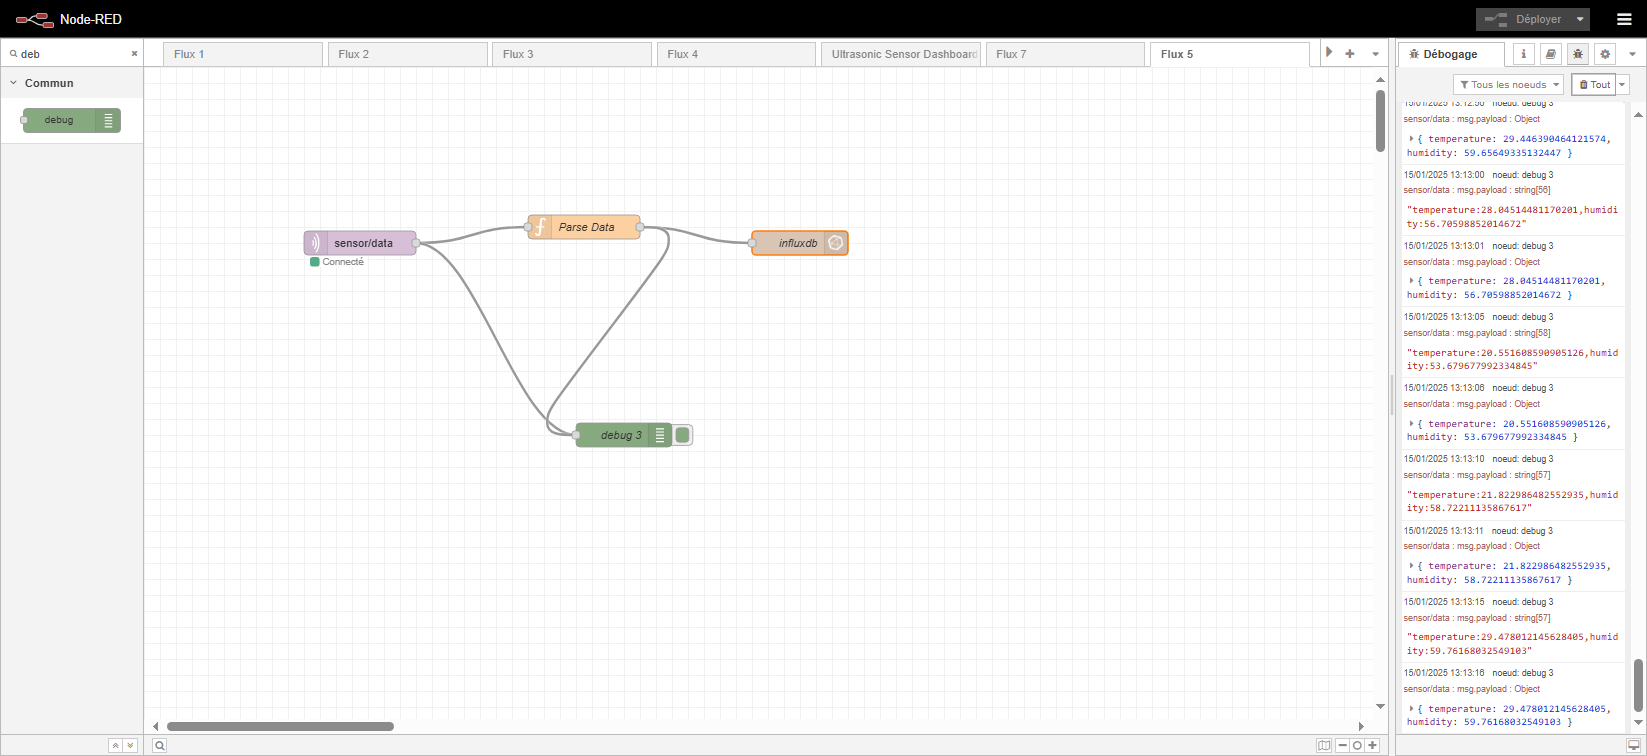 Node-RED
Déployer
deb
Flux 1
Flux 2
Flux 3
Flux 4
Ultrasonic Sensor Dashboard
Flux 7
Flux 5
Débogage
Commun
debug
Tous les noeuds
Tout
sensor/data
Connecté
Parse Data
influxdb
debug 3
15/01/2025 13:12:56 noeud: debug 3
sensor/data : msg.payload : Object
{ temperature: 29.446390464121574,
humidity: 59.65649335132447 }
15/01/2025 13:13:00 noeud: debug 3
sensor/data : msg.payload : string[56]
"temperature:28.04514481170201,humidi
ty:56.70598852014672"
15/01/2025 13:13:01 noeud: debug 3
sensor/data : msg.payload : Object
{ temperature: 28.04514481170201,
humidity: 56.70598852014672 }
15/01/2025 13:13:05 noeud: debug 3
sensor/data : msg.payload : string[58]
"temperature:20.551608590905126,humid
ity:53.679677992334845"
15/01/2025 13:13:06 noeud: debug 3
sensor/data : msg.payload : Object
{ temperature: 20.551608590905126,
humidity: 53.679677992334845 }
15/01/2025 13:13:10 noeud: debug 3
sensor/data : msg.payload : string[57]
"temperature:21.822986482552935,humid
ity:58.72211135867617"
15/01/2025 13:13:11 noeud: debug 3
sensor/data : msg.payload : Object
{ temperature: 21.822986482552935,
humidity: 58.72211135867617 }
15/01/2025 13:13:15 noeud: debug 3
sensor/data : msg.payload : string[57]
"temperature:29.478012145628405,humid
ity:59.76168032549103"
15/01/2025 13:13:16 noeud: debug 3
sensor/data : msg.payload : Object
{ temperature: 29.478012145628405,
humidity: 59.76168032549103 }